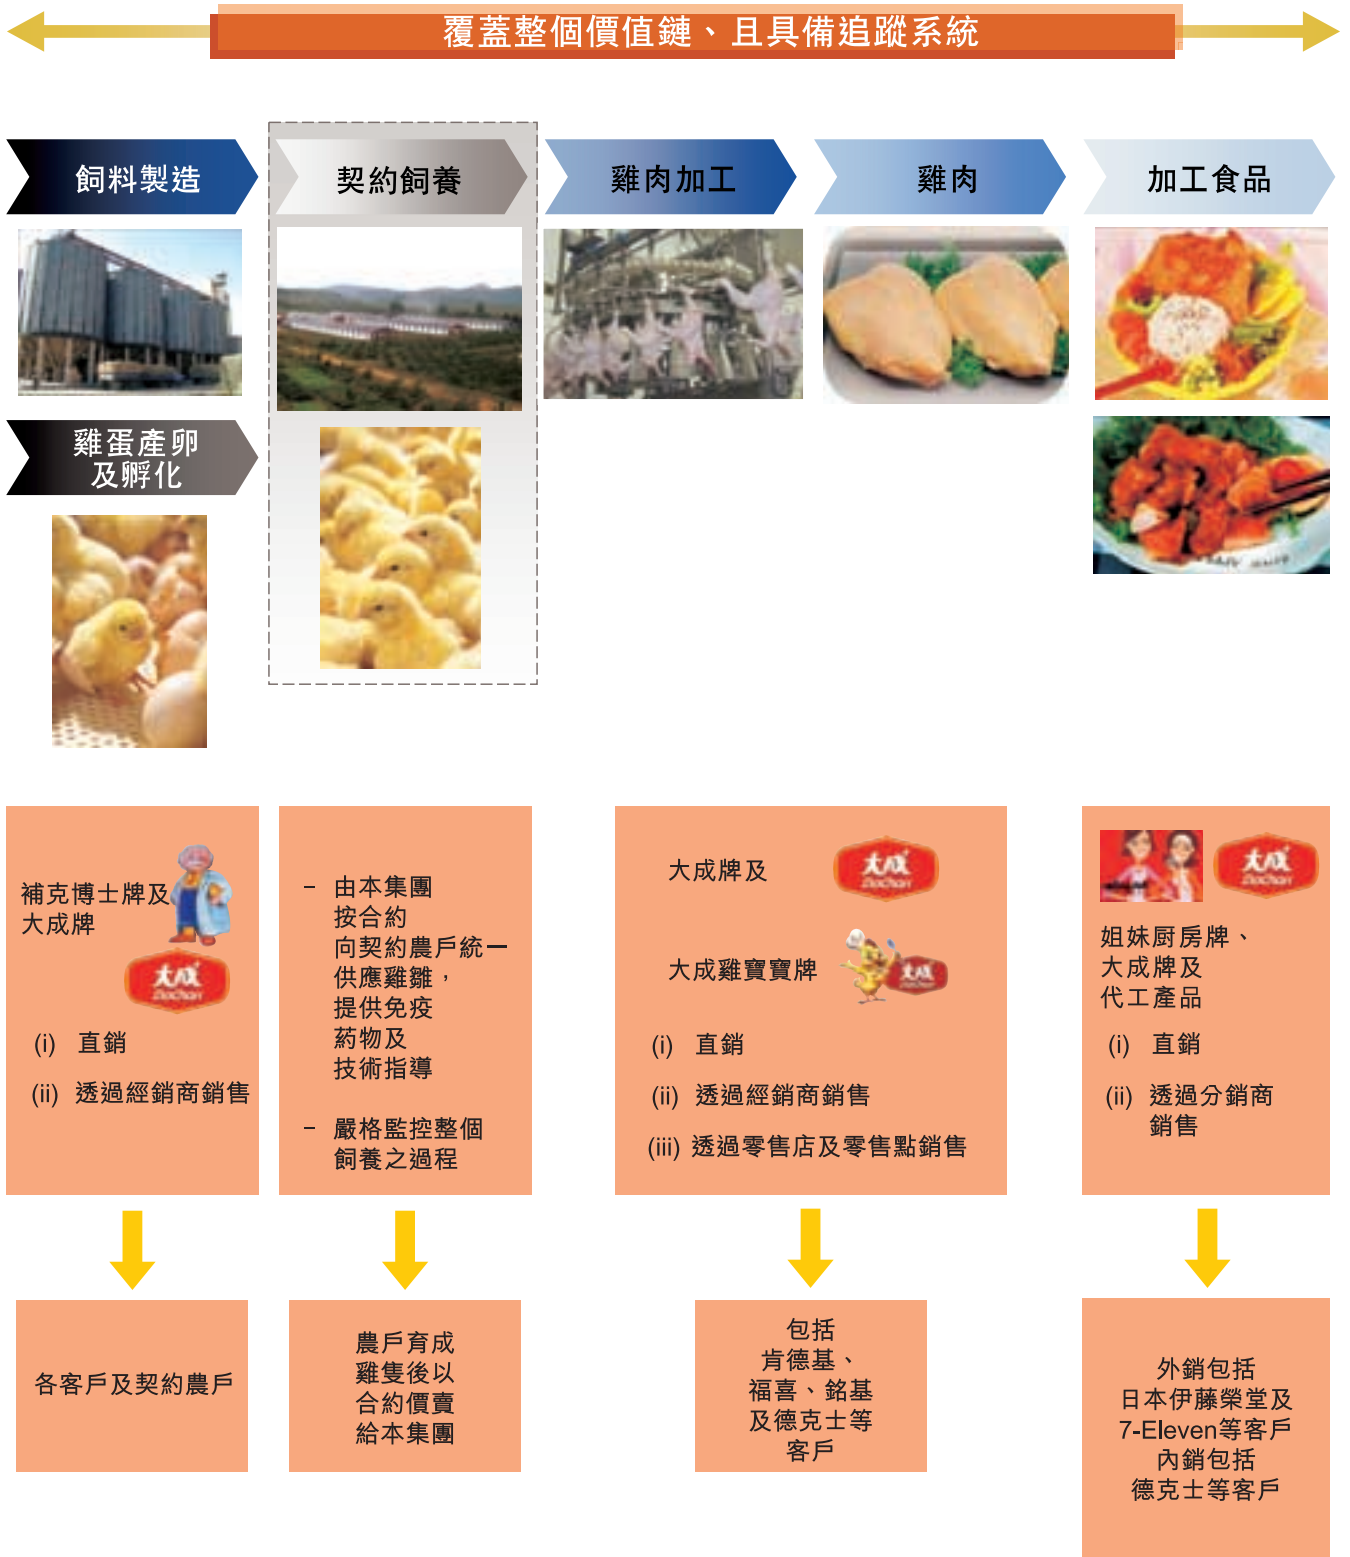 覆蓋整個價值鏈、且具備追蹤系統
飼料製造
契約飼養
雞肉加工
雞肉
加工食品
雞蛋產卵
及孵化
補克博士牌及
大成牌
大成
DaChan
(i) 直銷
(ii) 透過經銷商銷售
– 由本集團
按合約
向契約農戶統一
供應雞雛，
提供免疫
葯物及
技術指導
– 嚴格監控整個
飼養之過程
大成牌及
大成
DaChan
大成雞寶寶牌
大成
(i) 直銷
(ii) 透過經銷商銷售
(iii) 透過零售店及零售點銷售
大成
DaChan
姐妹厨房牌、
大成牌及
代工產品
(i) 直銷
(ii) 透過分銷商
銷售
各客戶及契約農戶
農戶育成
雞隻後以
合約價賣
給本集團
包括
肯德基、
福喜、銘基
及德克士等
客戶
外銷包括
日本伊藤榮堂及
7-Eleven等客戶
內銷包括
德克士等客戶